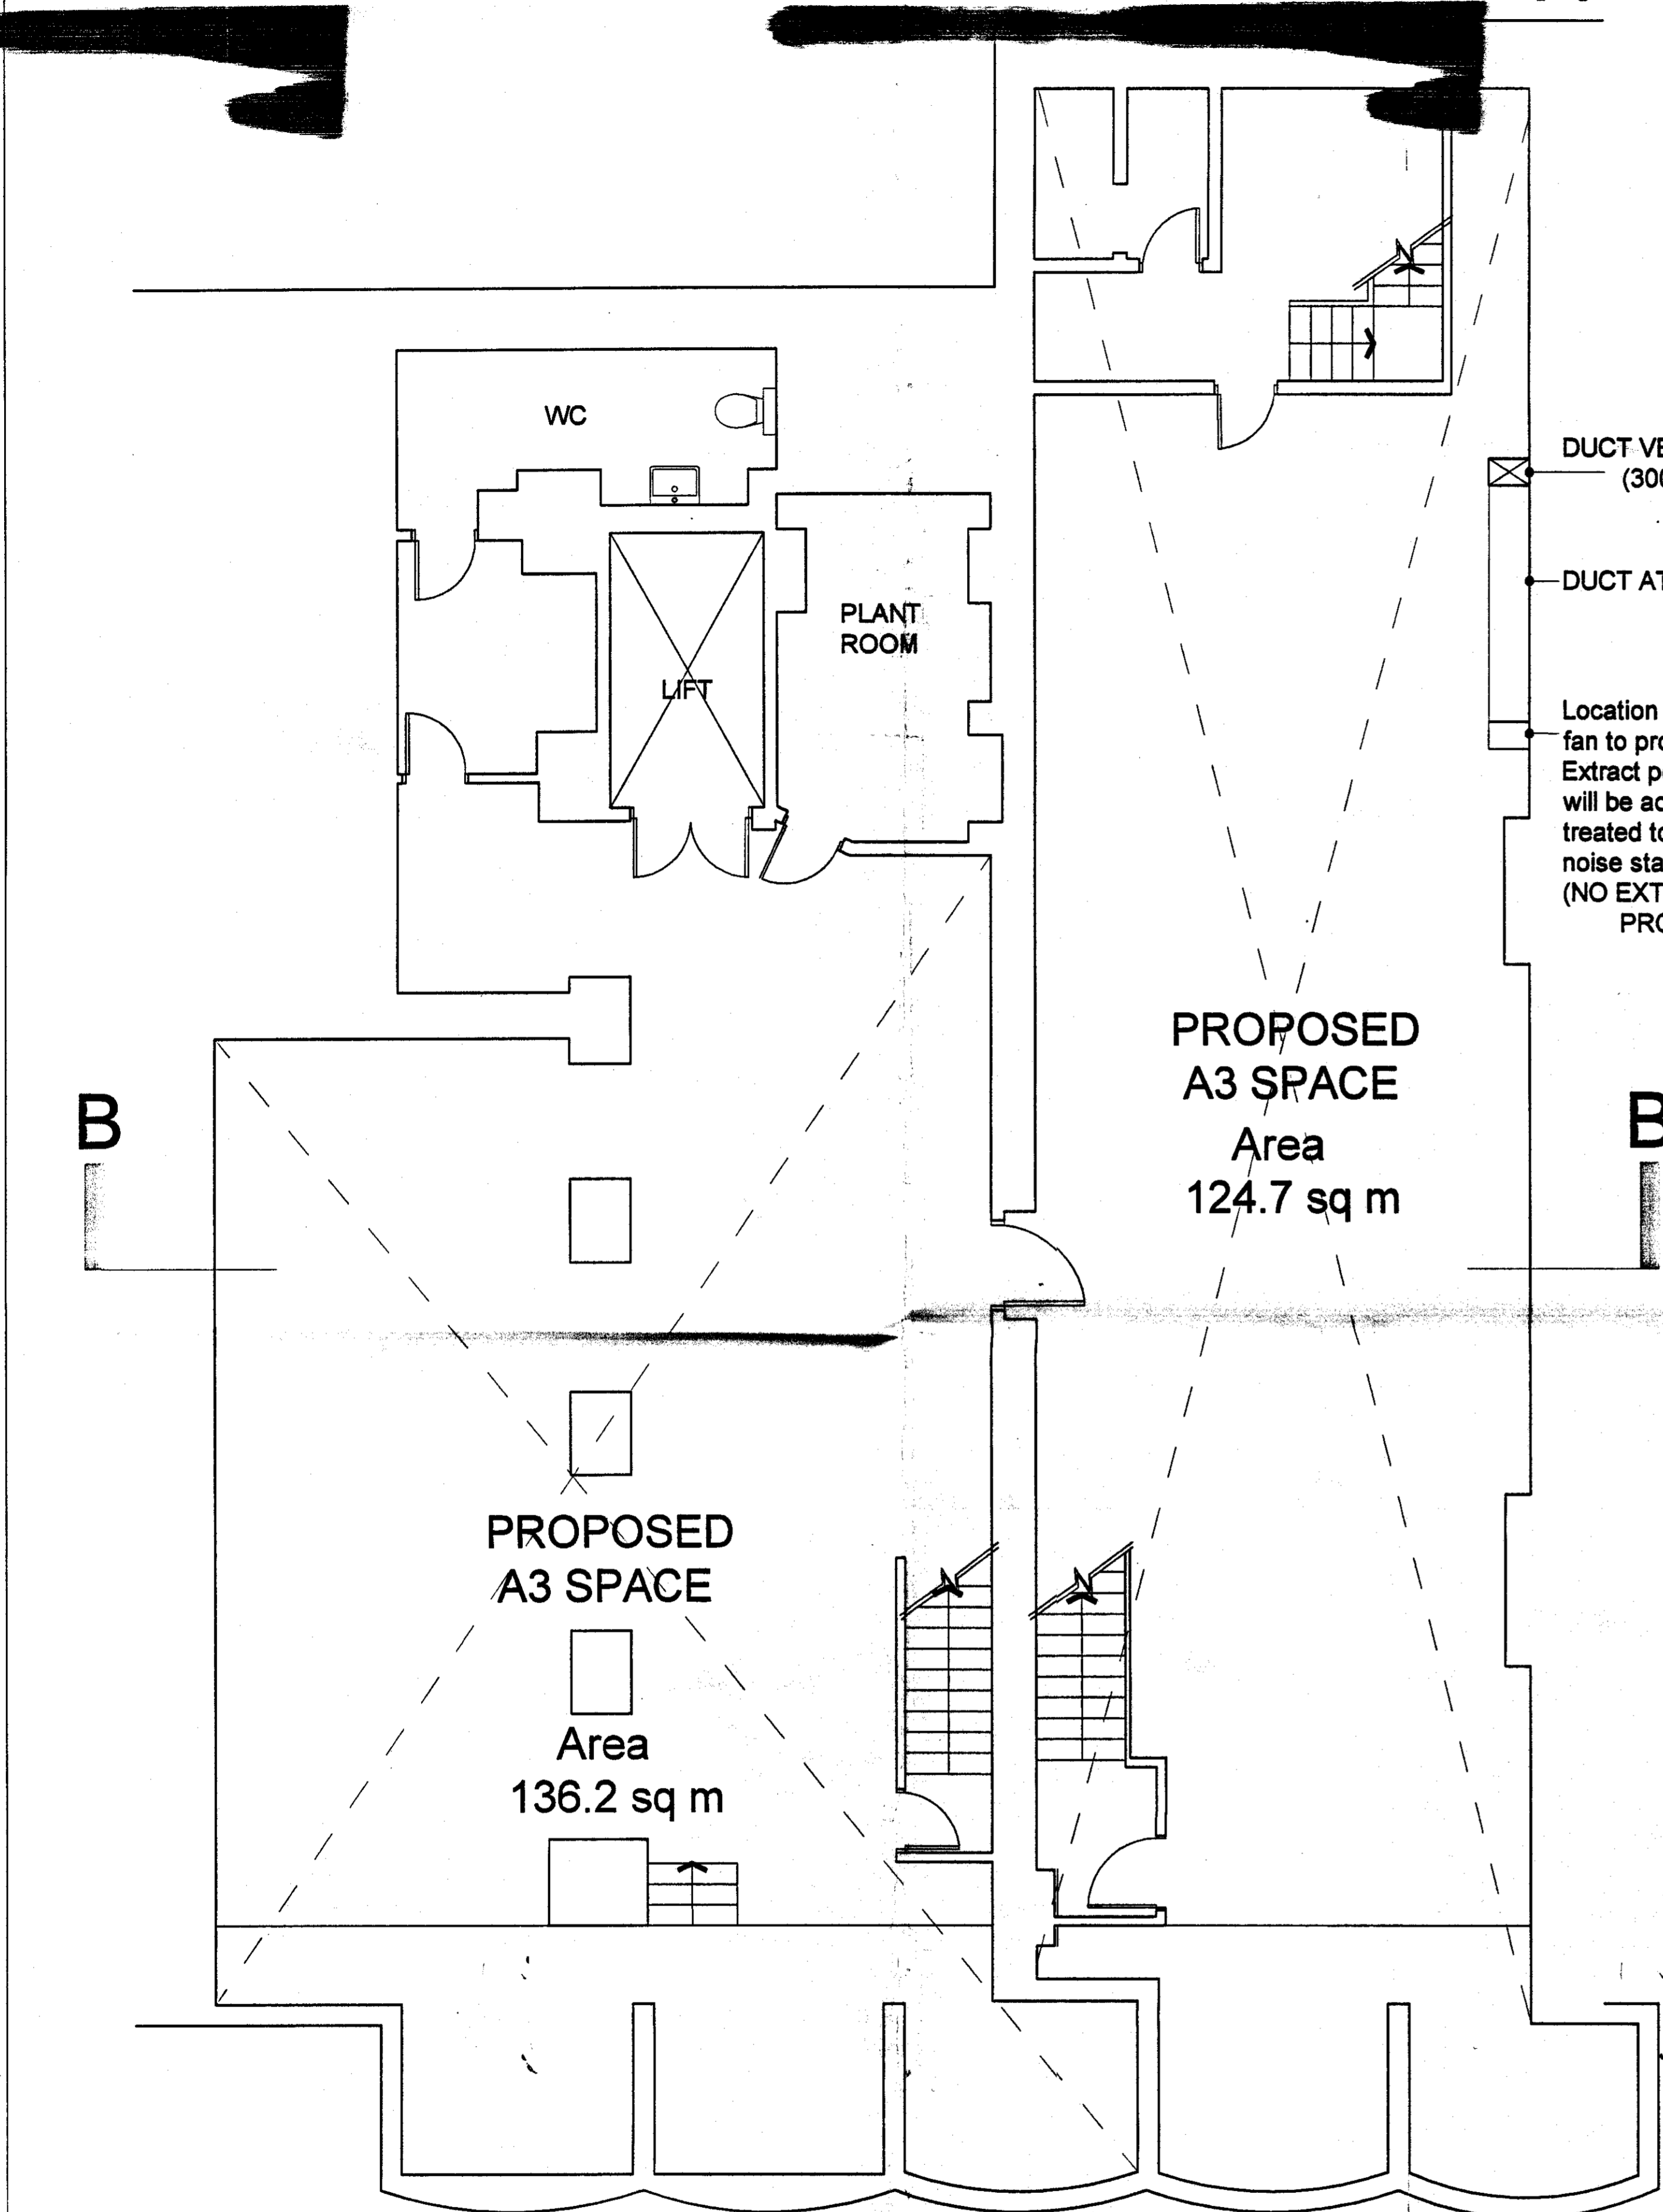 WC
DUCT VE
(300
DUCT AT
PLANT
ROOM
LIFT
Location
fan to pro
Extract p
will be ac
treated to
noise sta
(NO EXT
PRO
PROPOSED
A3 SPACE
Area
124.7 sq m
B
B
PROPOSED
A3 SPACE
Area
136.2 sq m